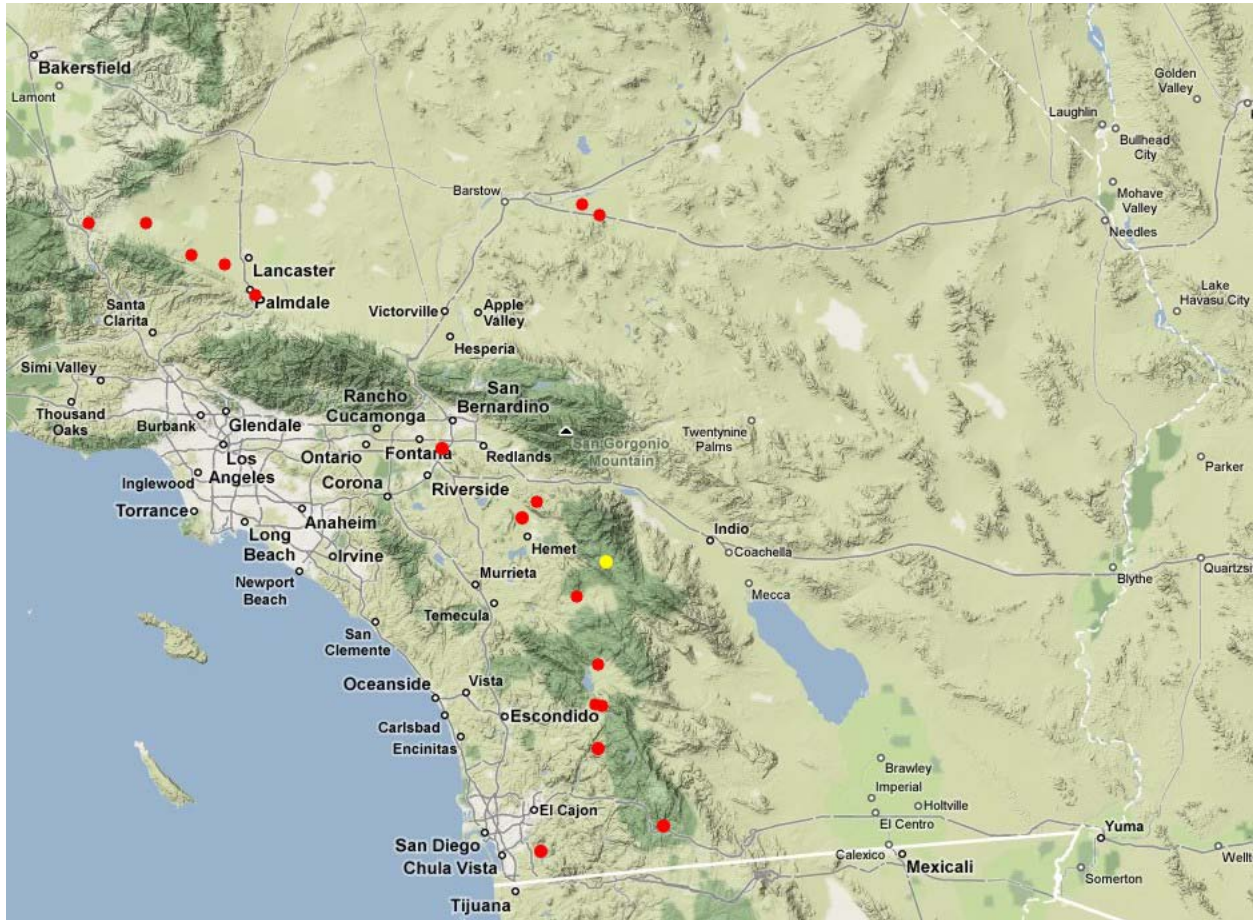 Bakersfield
Lamont
Golden
Valley
Laughlin
Bullhead
City
Barstow
Mohave
Valley
Needles
Lancaster
Palmdale
Santa
Clarita
Victorville
Apple
Valley
Hesperia
Lake
Havasu City
Simi Valley
Thousand
Oaks
Burbank
Glendale
Rancho
Cucamonga
San
Bernardino
Los
Angeles
Ontario
Fontana
Redlands
San Gorgonio
Mountain
Twentynine
Palms
Parker
Inglewood
Corona
Riverside
Torrance
Anaheim
Long
Beach
Irvine
Hemet
Indio
Coachella
Newport
Beach
Murrieta
Mecca
Blythe
Temecula
San
Clemente
Oceanside
Vista
Carlsbad
Escondido
Encinitas
Brawley
Imperial
Holtville
El Cajon
El Centro
Yuma
San Diego
Chula Vista
Calexico
Mexicali
Somerton
Tijuana